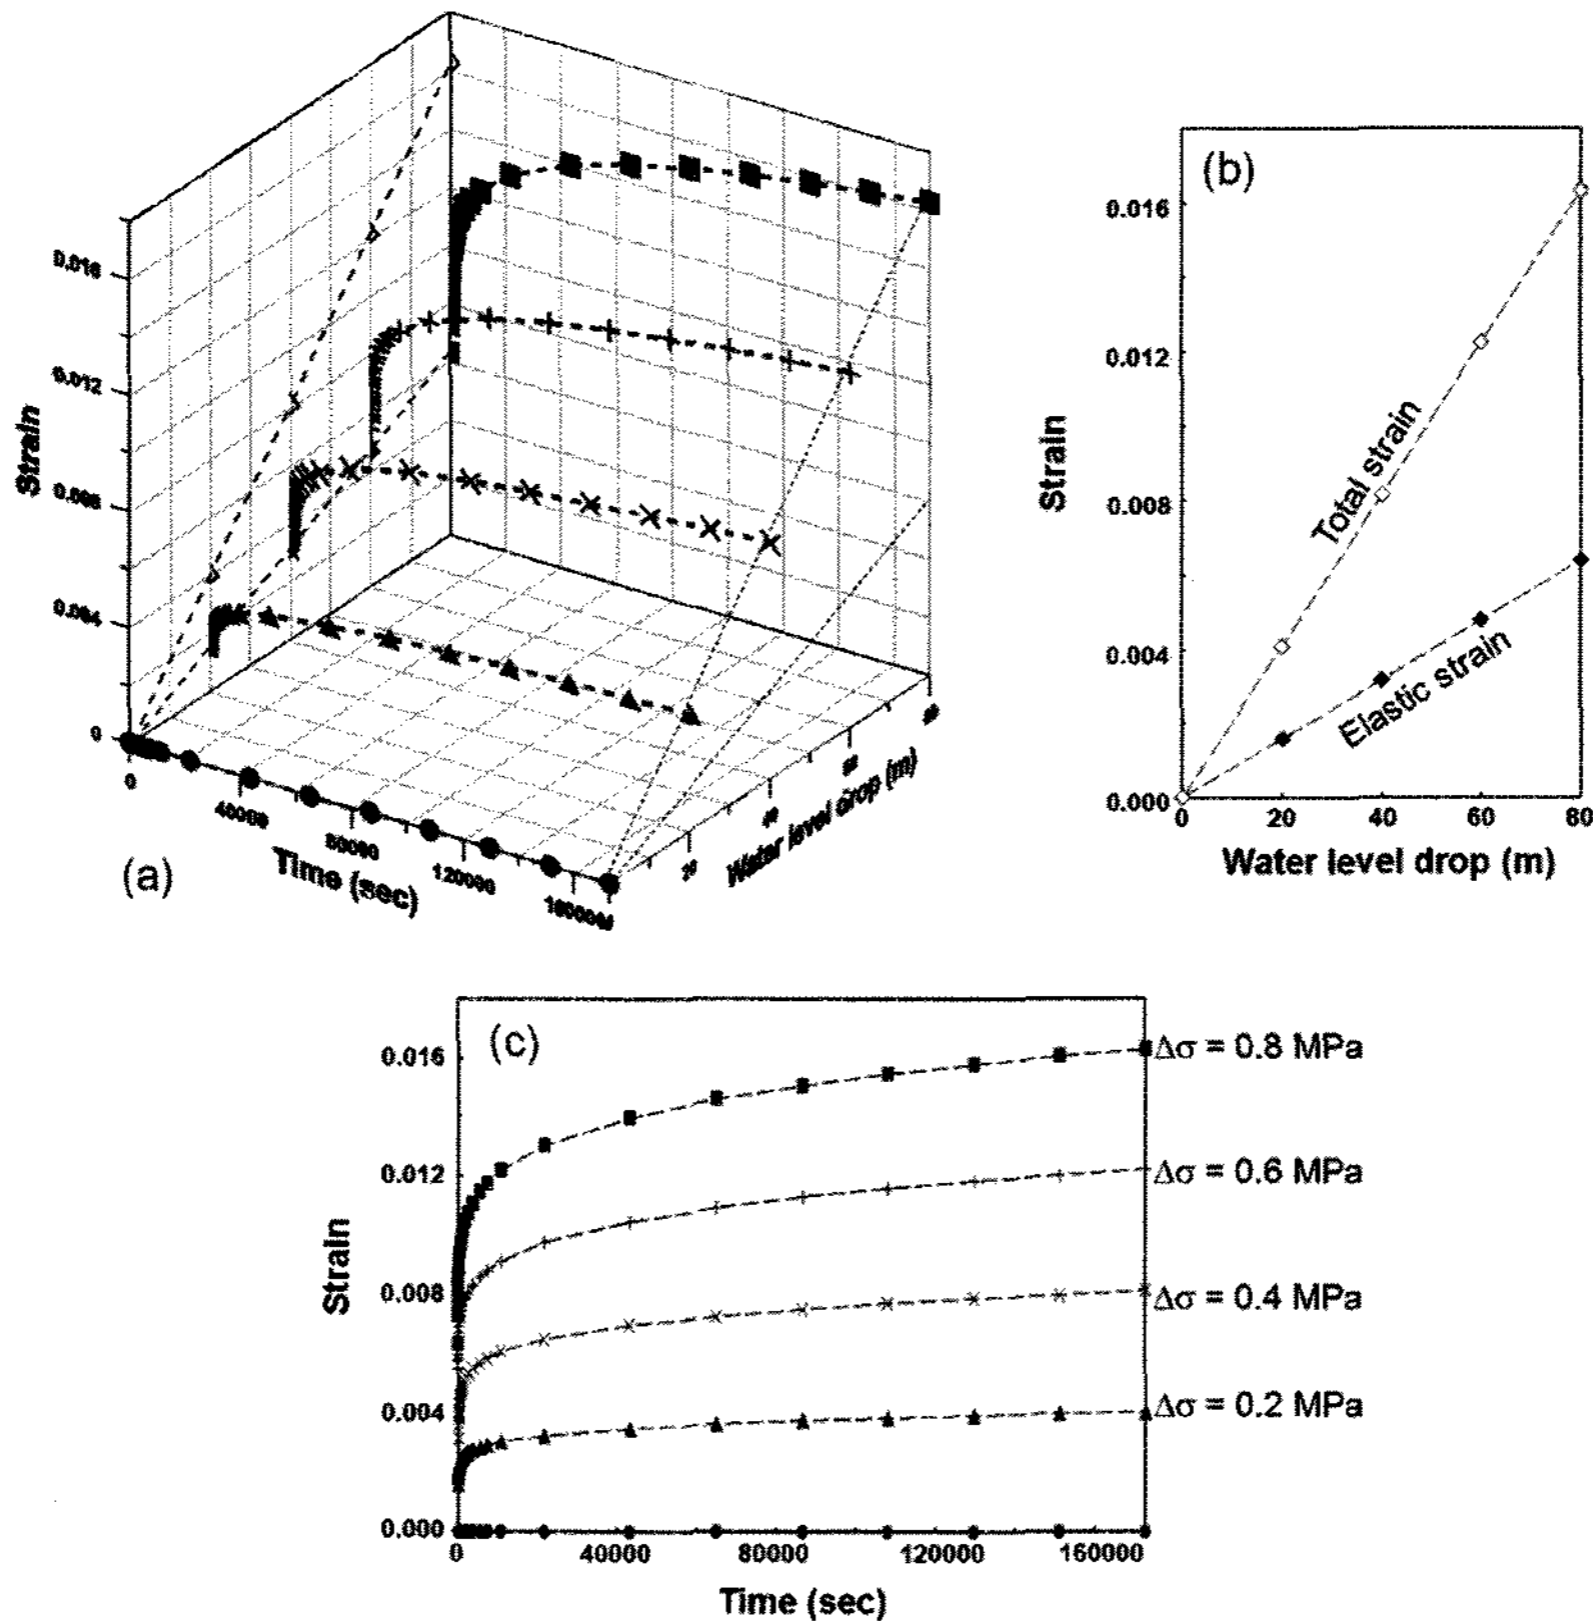 0.016
0.012
0.008
0.004
0
Strain
0
40000
80000
120000
Time (sec)
20
40
60
80
Water level drop (m)
(a)
(b)
0.016
0.012
0.008
0.004
0.000
Strain
Total strain
Elastic strain
0 20 40 60 80
Water level drop (m)
(c)
0.016
0.012
0.008
0.004
0.000
Strain
Δσ = 0.8 MPa
Δσ = 0.6 MPa
Δσ = 0.4 MPa
Δσ = 0.2 MPa
0 40000 80000 120000 160000
Time (sec)